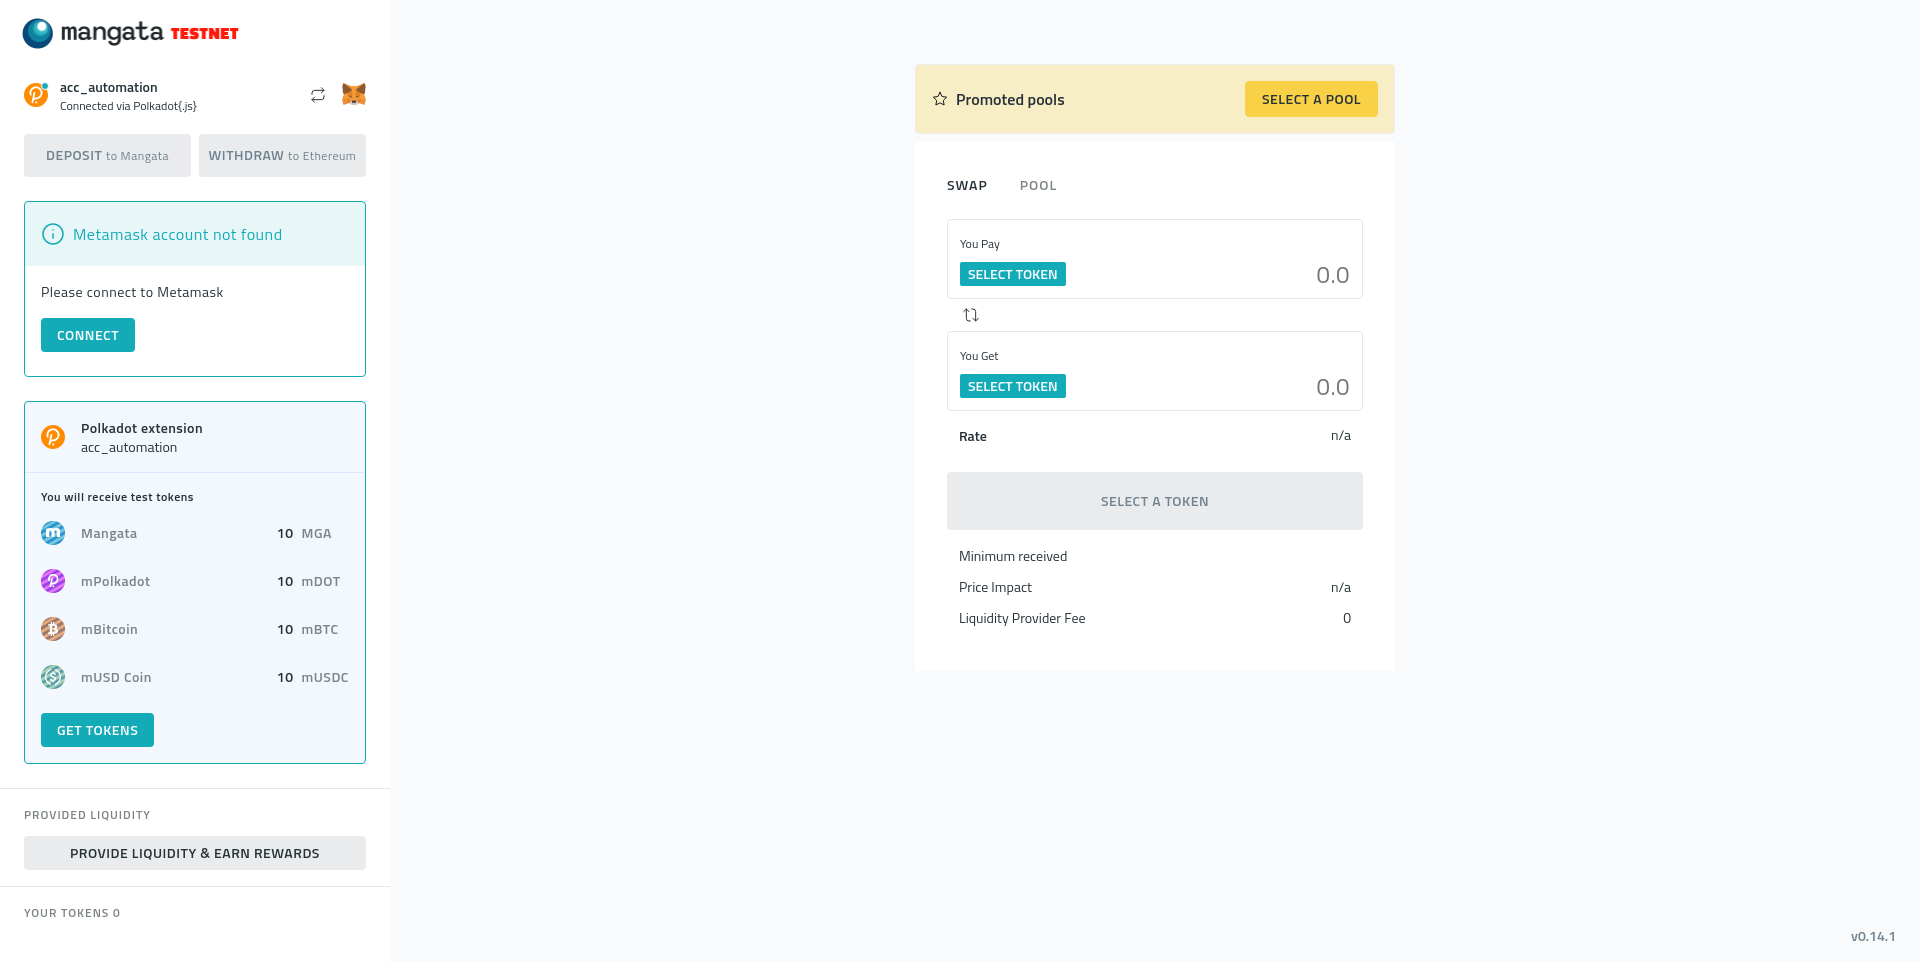 mangata TESTNET
acc_automation
Connected via Polkadot{.js}
DEPOSIT to Mangata
WITHDRAW to Ethereum
Metamask account not found
Please connect to Metamask
CONNECT
Polkadot extension
acc_automation
You will receive test tokens
Mangata 10 MGA
mPolkadot 10 mDOT
mBitcoin 10 mBTC
mUSD Coin 10 mUSDC
GET TOKENS
PROVIDED LIQUIDITY
PROVIDE LIQUIDITY & EARN REWARDS
YOUR TOKENS 0
Promoted pools
SELECT A POOL
SWAP POOL
You Pay
SELECT TOKEN 0.0
You Get
SELECT TOKEN 0.0
Rate n/a
SELECT A TOKEN
Minimum received
Price Impact n/a
Liquidity Provider Fee 0
v0.14.1